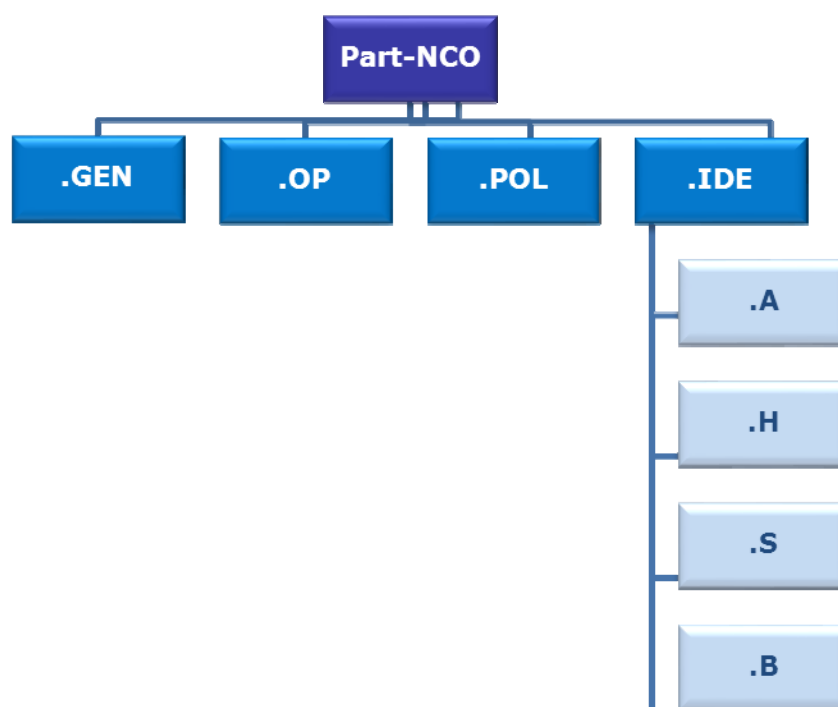 Part-NCO
.GEN
.OP
.POL
.IDE
.A
.H
.S
.B